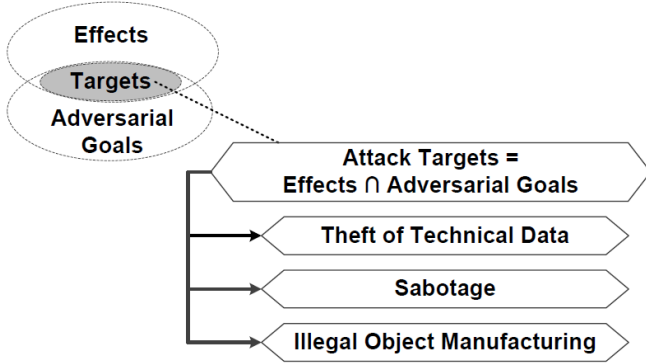 Effects
Targets
Adversarial
Goals
Attack Targets =
Effects ∩ Adversarial Goals
Theft of Technical Data
Sabotage
Illegal Object Manufacturing